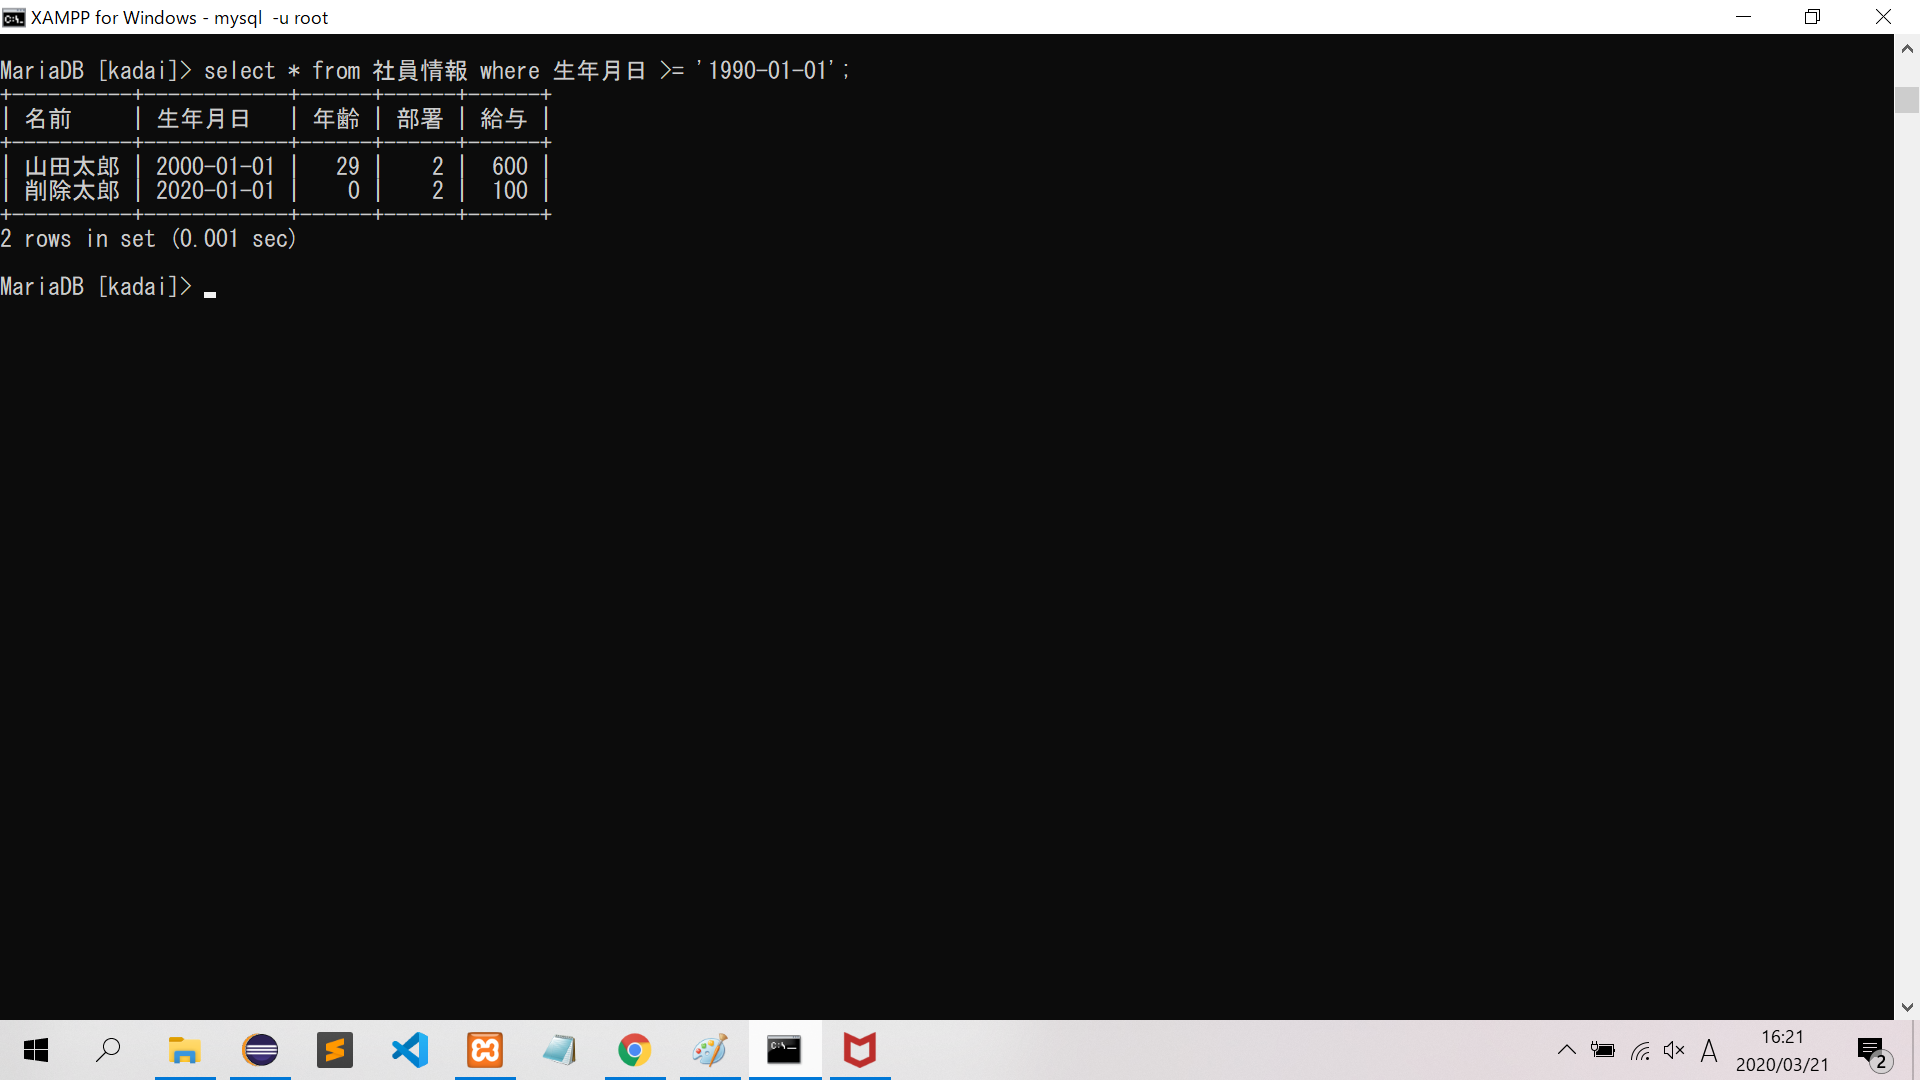 XAMPP for Windows - mysql  -u root
MariaDB [kadai]> select * from 社員情報 where 生年月日 >= '1990-01-01';
+----------+------------+------+------+------+
| 名前     | 生年月日   | 年齢 | 部署 | 給与 |
+----------+------------+------+------+------+
| 山田太郎 | 2000-01-01 |   29 |    2 |  600 |
| 削除太郎 | 2020-01-01 |    0 |    2 |  100 |
+----------+------------+------+------+------+
2 rows in set (0.001 sec)
MariaDB [kadai]>
A
16:21
2020/03/21
2